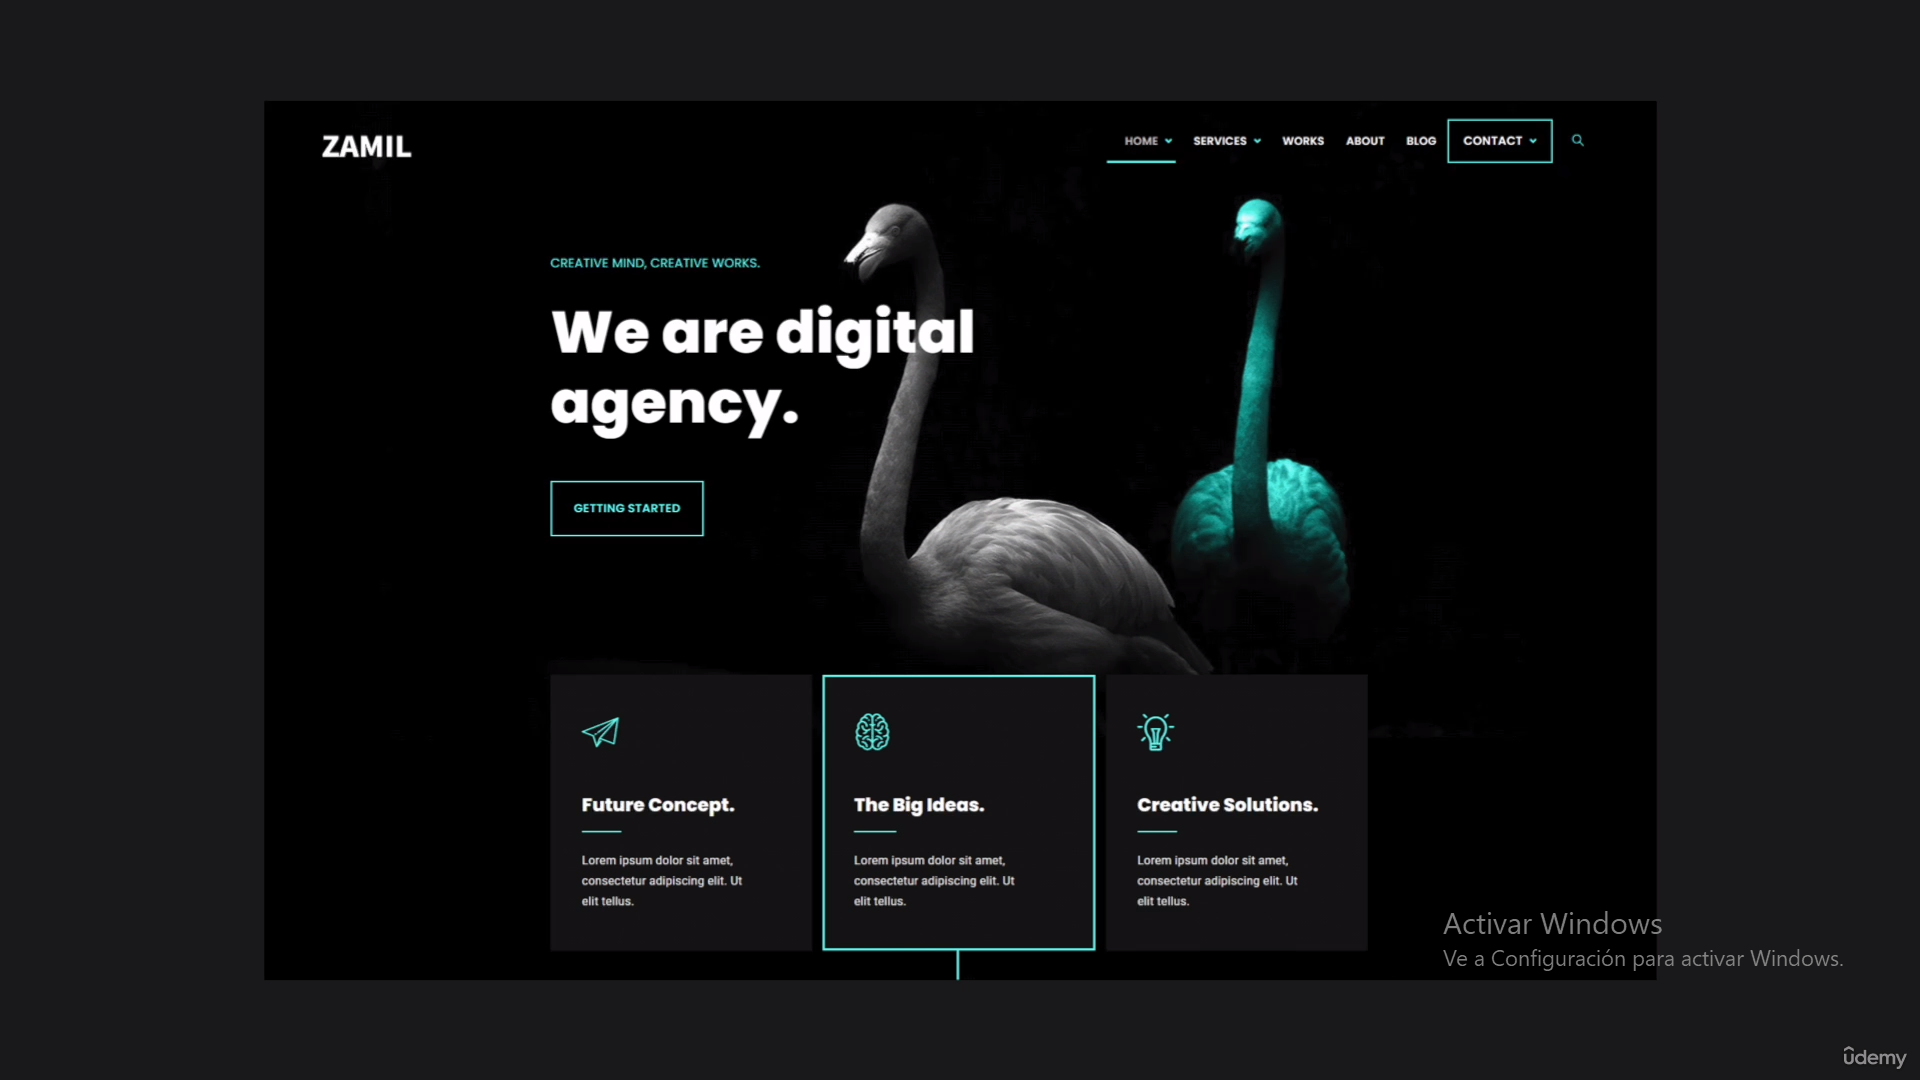 ZAMIL
HOME
SERVICES
WORKS
ABOUT
BLOG
CONTACT
CREATIVE MIND, CREATIVE WORKS.
We are digital
agency.
GETTING STARTED
Future Concept.
Lorem ipsum dolor sit amet,
consectetur adipiscing elit. Ut
elit tellus.
The Big Ideas.
Lorem ipsum dolor sit amet,
consectetur adipiscing elit. Ut
elit tellus.
Creative Solutions.
Lorem ipsum dolor sit amet,
consectetur adipiscing elit. Ut
elit tellus.
Activar Windows
Ve a Configuración para activar Windows.
ûdemy